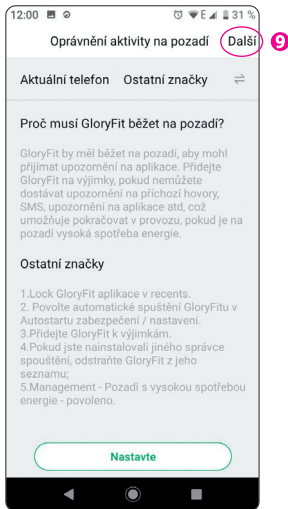 12:00 E 31 %
Oprávnění aktivity na pozadí Další
9
Aktuální telefon Ostatní značky
Proč musí GloryFit běžet na pozadí?
GloryFit by měl běžet na pozadí, aby mohl
přijímat upozornění na aplikace. Přidejte
GloryFit na výjimky, pokud nemůžete
dostávat upozornění na příchozí hovory,
SMS, upozornění na aplikace atd, což
umožňuje pokračovat v provozu, pokud je na
pozadí vysoká spotřeba energie.
Ostatní značky
1.Lock GloryFit aplikace v recents.
2. Povolte automatické spuštění GloryFitu v
Autostartu zabezpečení / nastavení.
3.Přidejte GloryFit k výjimkám.
4.Pokud jste nainstalovali jiného správce
spouštění, odstraňte GloryFit z jeho
seznamu;
5.Management - Pozadí s vysokou spotřebou
energie - povoleno.
Nastavte